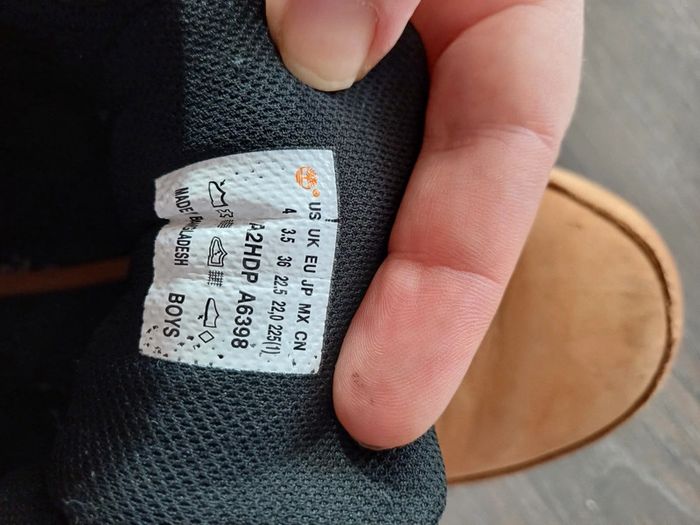 US UK EU JP MX CN
4 3.5 36 22.5 22,0 225(1)
A2HDP A6398
MADE BANGLADESH
BOYS